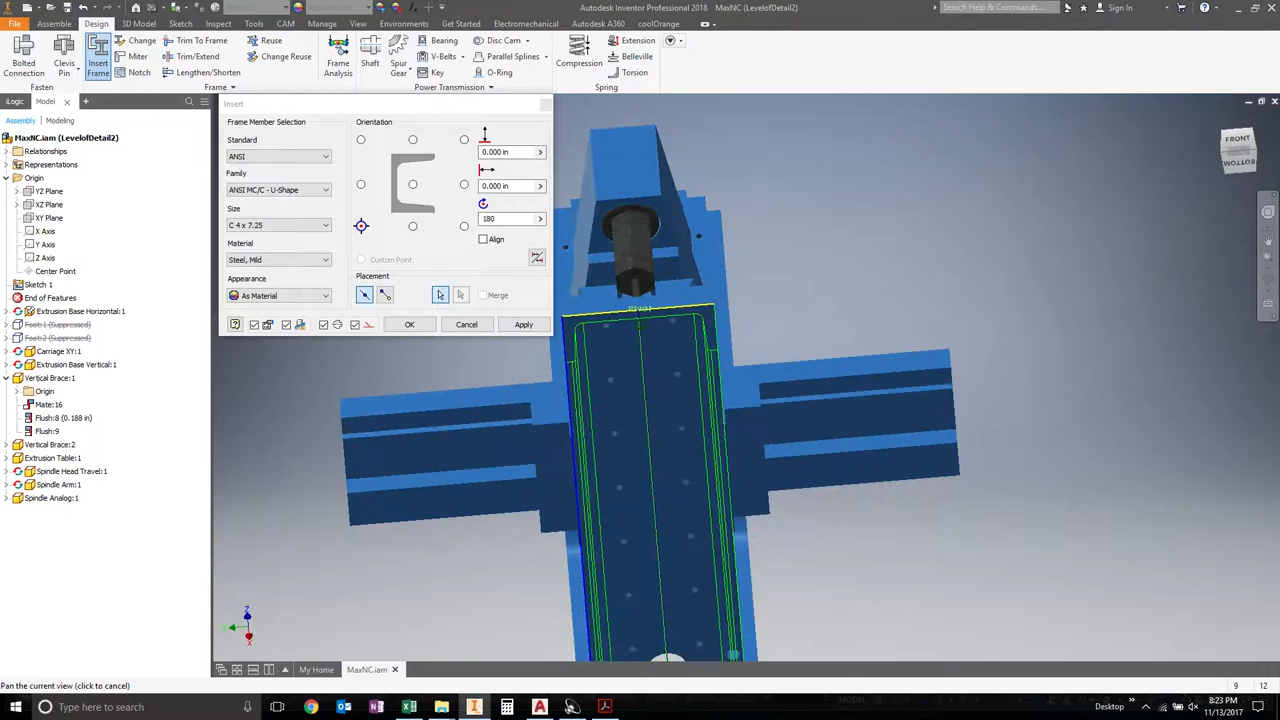 Autodesk Inventor Professional 2018   MaxNC (LevelofDetail2)
Search Help & Commands...
Sign In
File Assembly Design 3D Model Sketch Inspect Tools CAM Manage View Environments Get Started Electromechanical Autodesk A360 coolOrange
Bolted Connection
Clevis Pin
Insert Frame
Change
Miter
Notch
Trim To Frame
Trim/Extend
Lengthen/Shorten
Reuse
Change Reuse
Frame Analysis
Shaft
Spur Gear
Bearing
V-Belts
Key
Disc Cam
Parallel Splines
O-Ring
Compression
Extension
Belleville
Torsion
Fasten
Frame
Power Transmission
Spring
iLogic Model
Assembly Modeling
MaxNC.iam (LevelofDetail2)
Relationships
Representations
Origin
YZ Plane
XZ Plane
XY Plane
X Axis
Y Axis
Z Axis
Center Point
Sketch 1
End of Features
Extrusion Base Horizontal:1
Foot:1 (Suppressed)
Foot:2 (Suppressed)
Carriage XY:1
Extrusion Base Vertical:1
Vertical Brace:1
Origin
Mate:16
Flush:8 (0.188 in)
Flush:9
Vertical Brace:2
Extrusion Table:1
Spindle Head Travel:1
Spindle Arm:1
Spindle Analog:1
Insert
Frame Member Selection
Standard
ANSI
Family
ANSI MC/C - U-Shape
Size
C 4 x 7.25
Material
Steel, Mild
Appearance
As Material
Orientation
0.000 in
0.000 in
180
Align
Custom Point
Placement
Merge
OK Cancel Apply
FRONT
BOTTOM
Z
X
My Home MaxNC.iam
Pan the current view (click to cancel)
9 12
Type here to search
Desktop
8:23 PM
11/13/2017